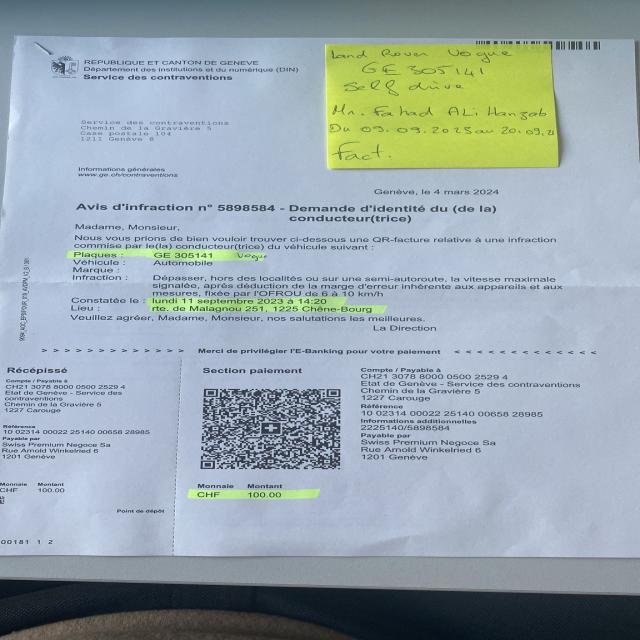 REPUBLIQUE ET CANTON DE GENEVE
Département des institutions et du numérique (DIN)
Service des contraventions
Land Rover Vogue
GE 305141
Self drive
Mr. Fahad Ali Hanzab
Du 09.09.2023 au 20.09.2
Fact.
Service des contraventions
Chemin de la Gravière 5
Case postale 104
1211 Genève 8
Informations générales
www.ge.ch/contraventions
Genève, le 4 mars 2024
Avis d'infraction n° 5898584 - Demande d'identité du (de la)
conducteur(trice)
Madame, Monsieur,
Nous vous prions de bien vouloir trouver ci-dessous une QR-facture relative à une infraction
commise par le(la) conducteur(trice) du véhicule suivant :
Plaques : GE 305141 Vogue
Véhicule : Automobile
Marque :
Infraction : Dépasser, hors des localités ou sur une semi-autoroute, la vitesse maximale
signalée, après déduction de la marge d'erreur inhérente aux appareils et aux
mesures, fixée par l'OFROU de 6 à 10 km/h
Constatée le : lundi 11 septembre 2023 à 14:20
Lieu : rte. de Malagnou 251, 1225 Chêne-Bourg
Veuillez agréer, Madame, Monsieur, nos salutations les meilleures.
La Direction
Merci de privilégier l'E-Banking pour votre paiement
Récépissé
Compte / Payable à
CH21 3078 8000 0500 2529 4
Etat de Genève - Service des
contraventions
Chemin de la Gravière 5
1227 Carouge
Référence
10 02314 00022 25140 00658 28985
Payable par
Swiss Premium Negoce Sa
Rue Arnold Winkelried 6
1201 Genève
Monnaie Montant
CHF 100.00
Point de dépôt
Section paiement
Monnaie Montant
CHF 100.00
Compte / Payable à
CH21 3078 8000 0500 2529 4
Etat de Genève - Service des contraventions
Chemin de la Gravière 5
1227 Carouge
Référence
10 02314 00022 25140 00658 28985
Informations additionnelles
2225140/5898584
Payable par
Swiss Premium Negoce Sa
Rue Arnold Winkelried 6
1201 Genève
00181 1 2